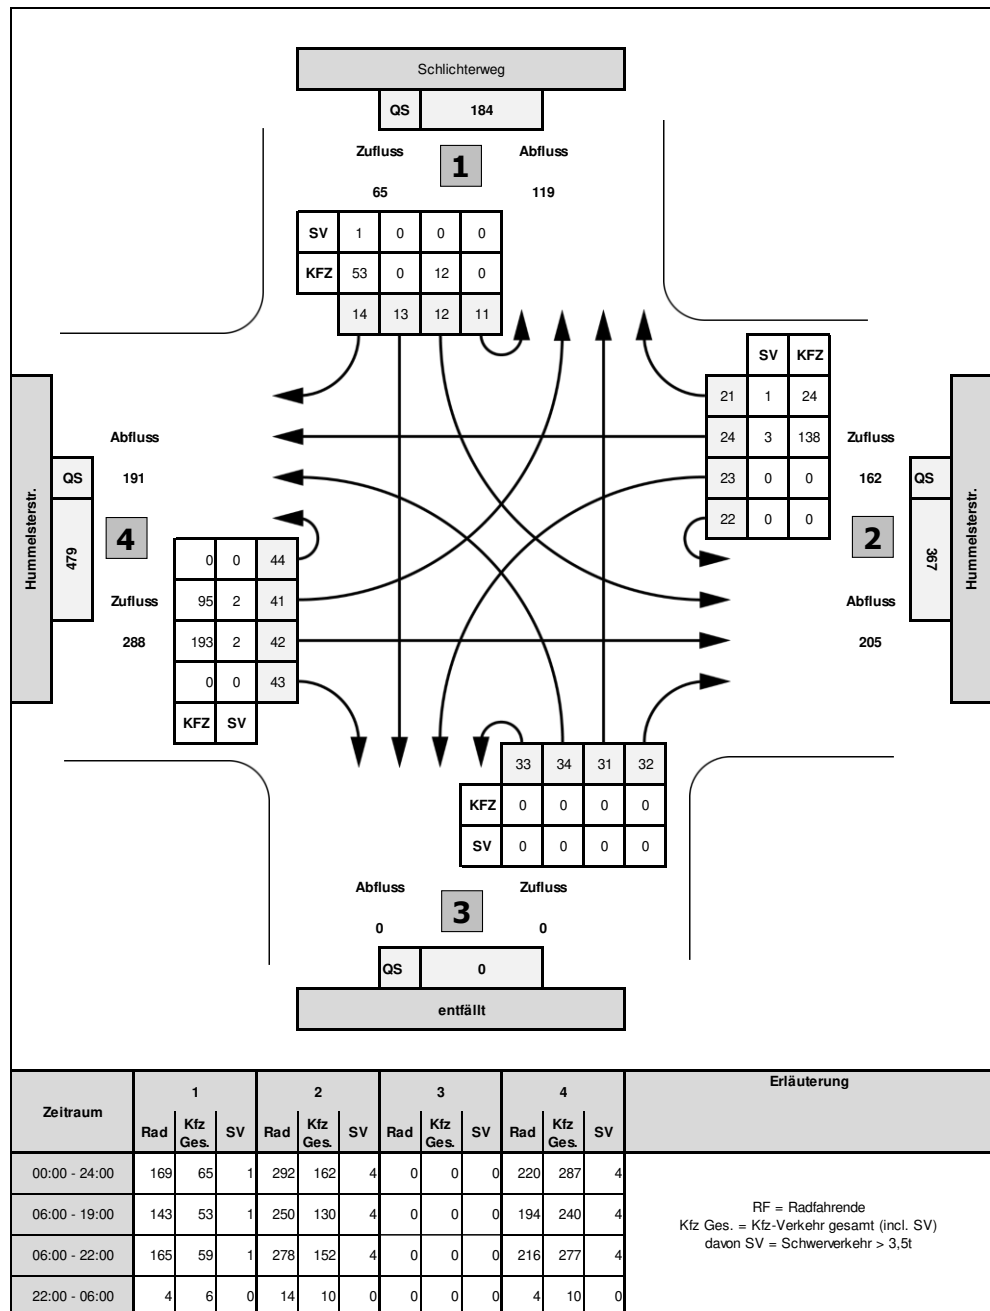 Schlichterweg
QS 184
Zufluss Abfluss
1
65 119
SV 1 0 0 0
KFZ 53 0 12 0
14 13 12 11
SV KFZ
21 1 24
24 3 138
23 0 0
22 0 0
Zufluss
162
2
Abfluss
205
QS
367
Hummelsterstr.
Hummelsterstr.
QS
479
Abfluss
191
4
Zufluss
288
0 0 44
95 2 41
193 2 42
0 0 43
KFZ SV
33 34 31 32
KFZ 0 0 0 0
SV 0 0 0 0
Abfluss Zufluss
3
0 0
QS 0
entfällt
Zeitraum 1 2 3 4 Erläuterung
Rad Kfz Ges. SV Rad Kfz Ges. SV Rad Kfz Ges. SV Rad Kfz Ges. SV
00:00 - 24:00 169 65 1 292 162 4 0 0 0 220 287 4
06:00 - 19:00 143 53 1 250 130 4 0 0 0 194 240 4
06:00 - 22:00 165 59 1 278 152 4 0 0 0 216 277 4
22:00 - 06:00 4 6 0 14 10 0 0 0 0 4 10 0
RF = Radfahrende
Kfz Ges. = Kfz-Verkehr gesamt (incl. SV)
davon SV = Schwerverkehr > 3,5t